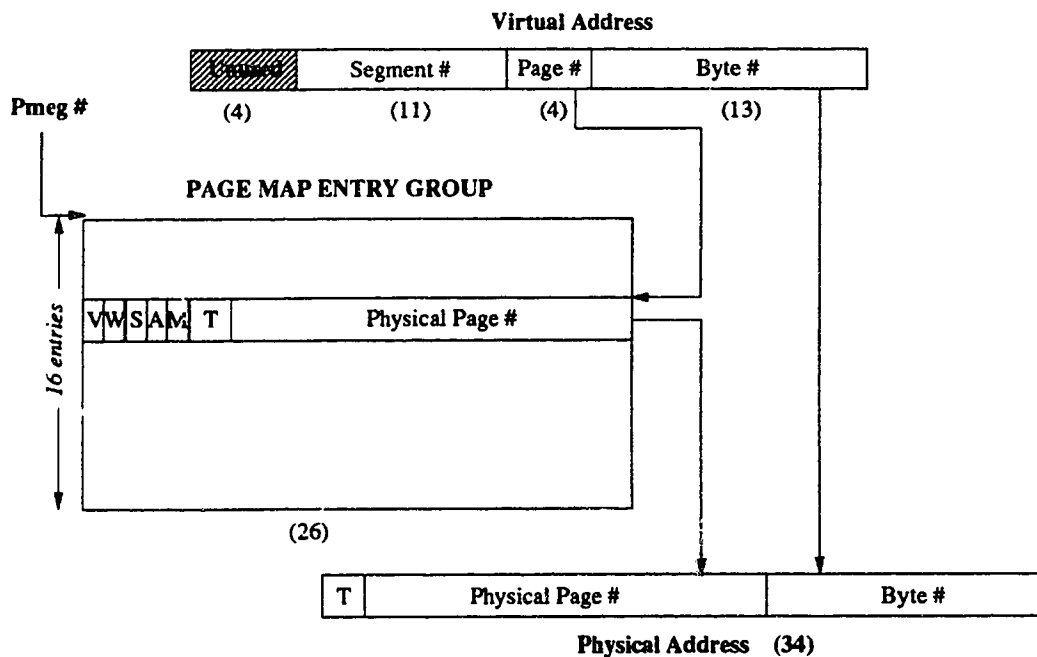 Virtual Address
Unused Segment # Page # Byte #
(4) (11) (4) (13)
Pmeg #
PAGE MAP ENTRY GROUP
16 entries
V W S A M T Physical Page #
(26)
T Physical Page # Byte #
Physical Address (34)